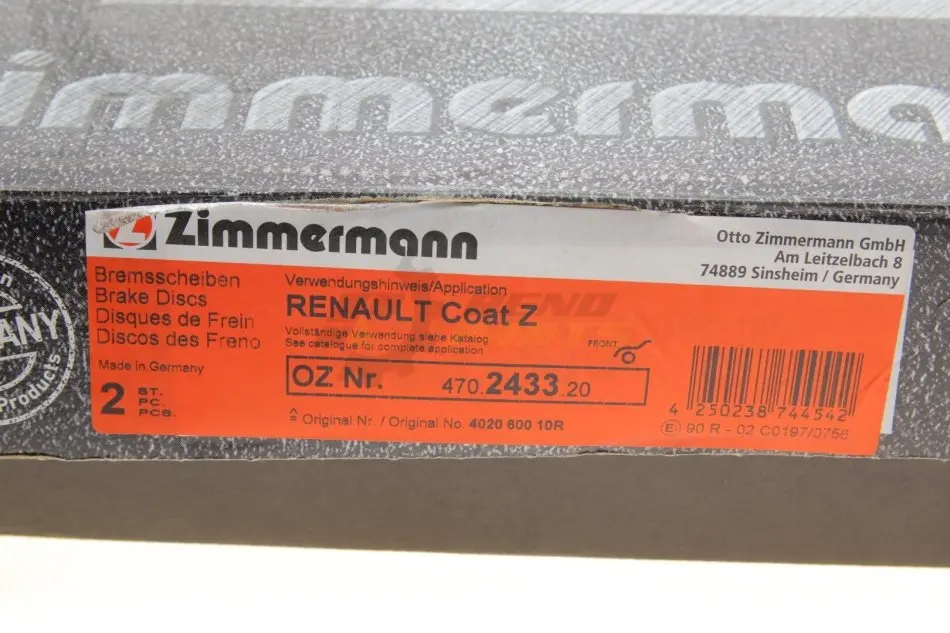 immerma
Zimmermann
Otto Zimmermann GmbH
Am Leitzelbach 8
74889 Sinsheim / Germany
Bremsscheiben
Brake Discs
Disques de Frein
Discos des Freno
Made in Germany
2 ST.
PC.
PCS.
Verwendungshinweis/Application
RENAULT Coat Z
Vollständige Verwendung siehe Katalog
See catalogue for complete application
FRONT
OZ Nr. 470.2433.20
≙ Original Nr. / Original No. 4020 600 10R
4 250238 744542
E 90 R - 02 C0197/0756
ANY
Products